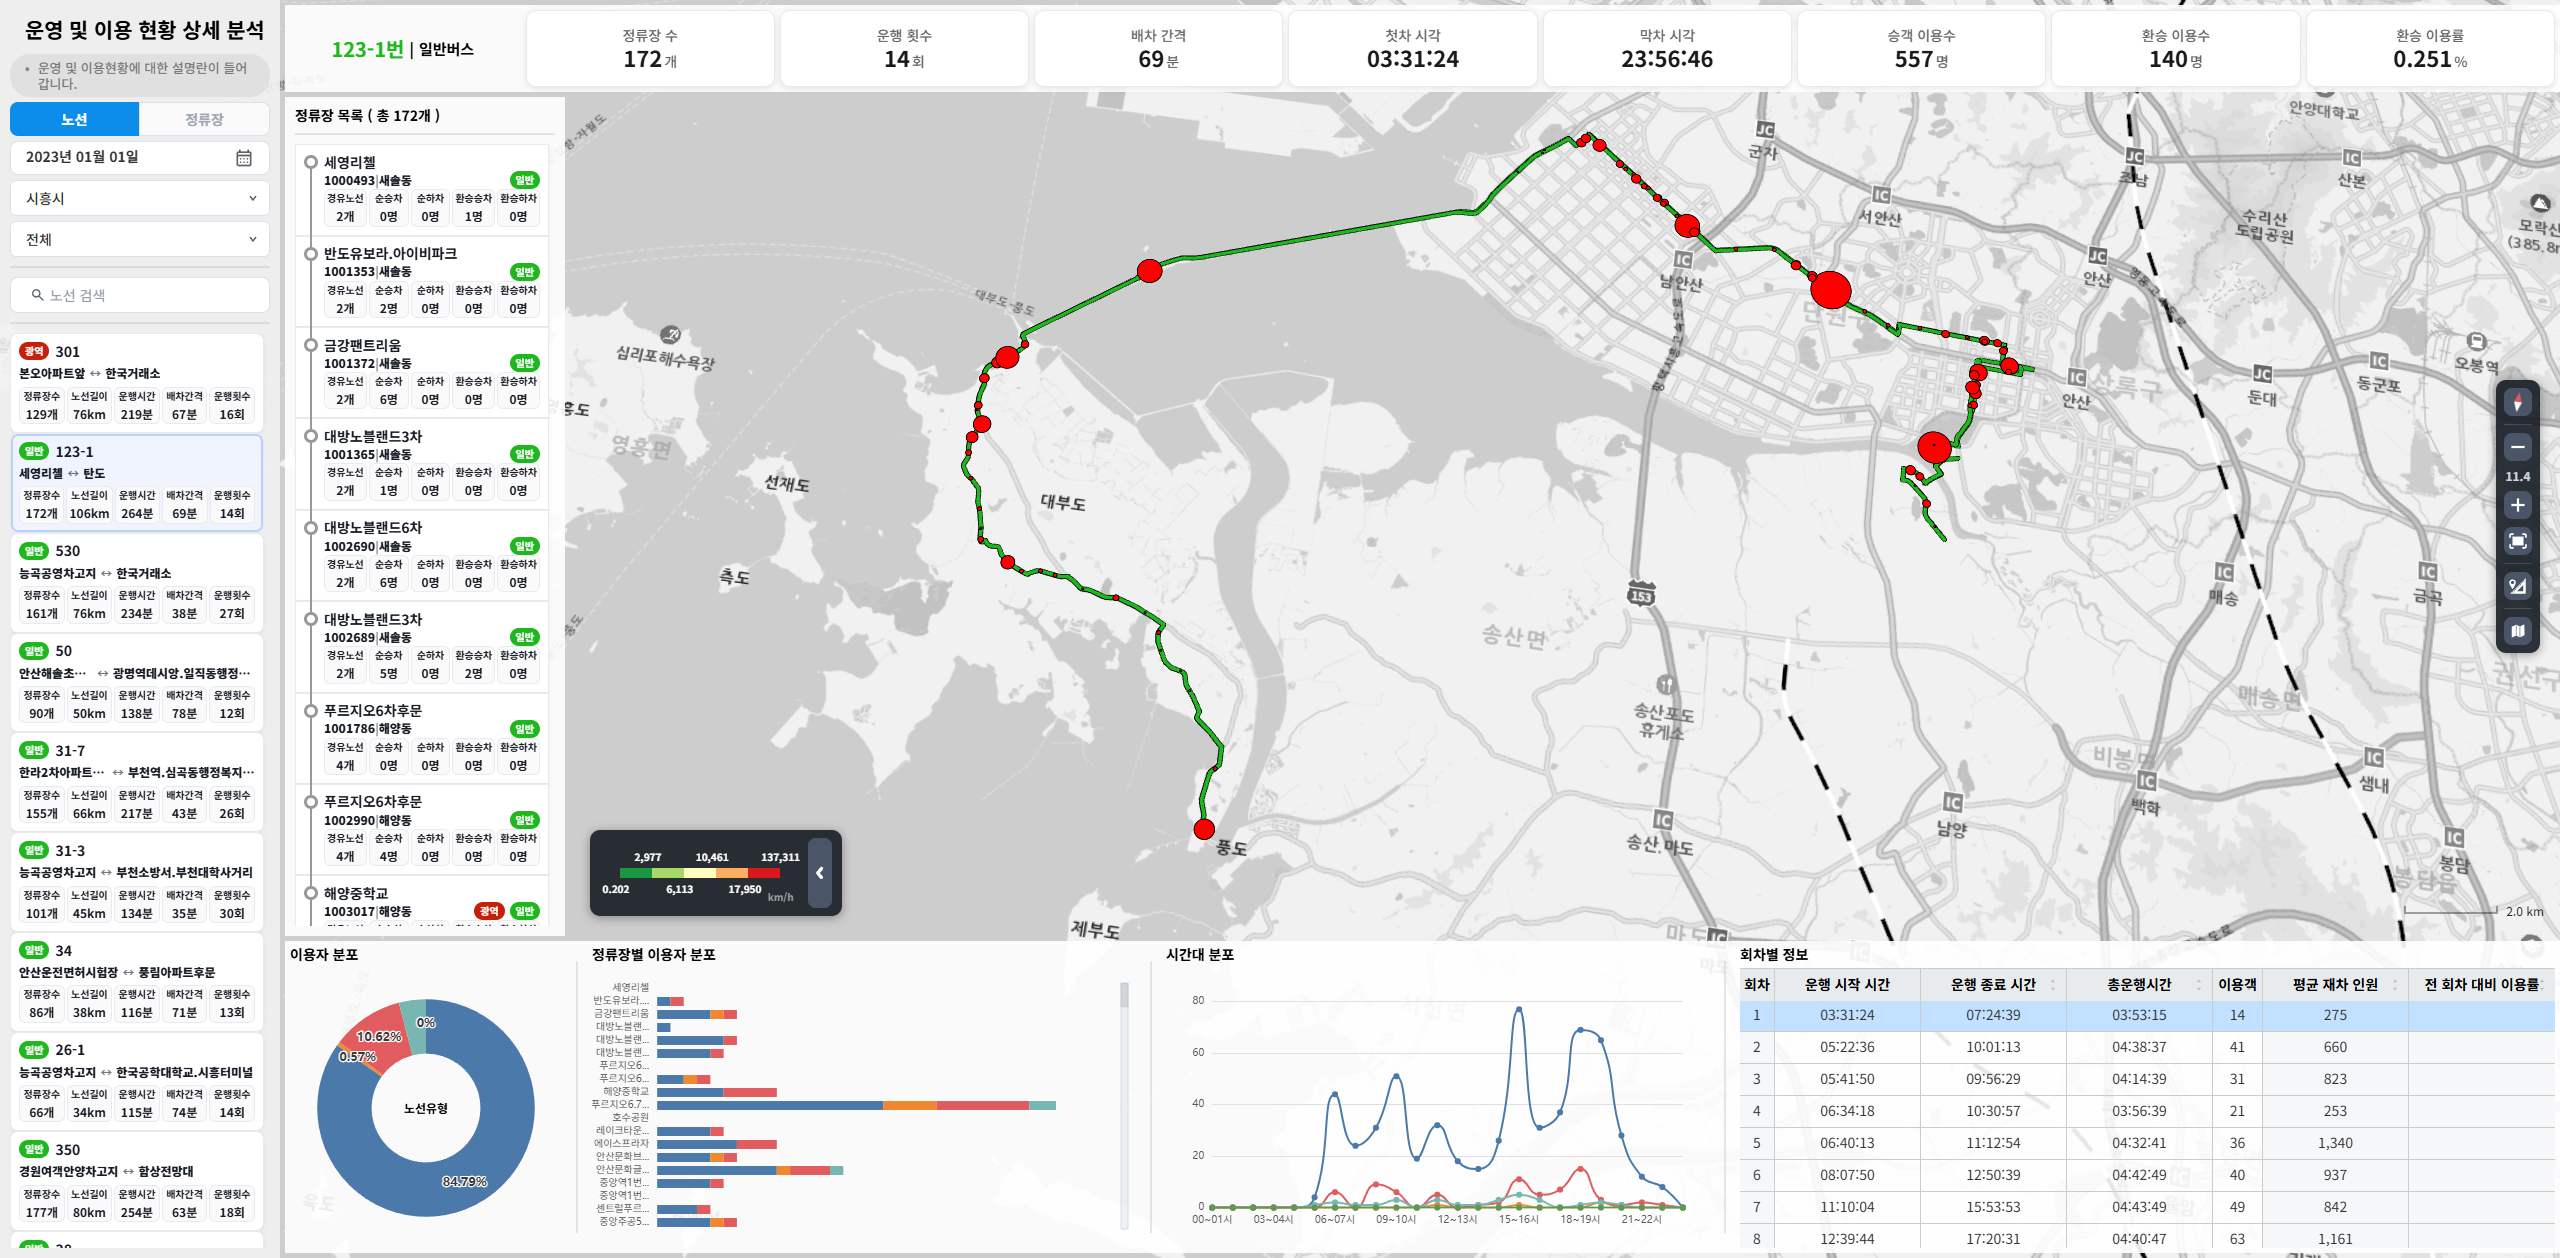 운영 및 이용 현황 상세 분석
• 운영 및 이용현황에 대한 설명란이 들어갑니다.
노선 정류장
2023년 01월 01일
시흥시
전체
노선 검색
광역 301
본오아파트앞 ↔ 한국거래소
정류장수 노선길이 운행시간 배차간격 운행횟수
129개 76km 219분 67분 16회
일반 123-1
세영리첼 ↔ 탄도
정류장수 노선길이 운행시간 배차간격 운행횟수
172개 106km 264분 69분 14회
일반 530
능곡공영차고지 ↔ 한국거래소
정류장수 노선길이 운행시간 배차간격 운행횟수
161개 76km 234분 38분 27회
일반 50
안산해솔초… ↔ 광명역데시앙.일직동행정…
정류장수 노선길이 운행시간 배차간격 운행횟수
90개 50km 138분 78분 12회
일반 31-7
한라2차아파트… ↔ 부천역.심곡동행정복지…
정류장수 노선길이 운행시간 배차간격 운행횟수
155개 66km 217분 43분 26회
일반 31-3
능곡공영차고지 ↔ 부천소방서.부천대학사거리
정류장수 노선길이 운행시간 배차간격 운행횟수
101개 45km 134분 35분 30회
일반 34
안산운전면허시험장 ↔ 풍림아파트후문
정류장수 노선길이 운행시간 배차간격 운행횟수
86개 38km 116분 71분 13회
일반 26-1
능곡공영차고지 ↔ 한국공학대학교.시흥터미널
정류장수 노선길이 운행시간 배차간격 운행횟수
66개 34km 115분 74분 14회
일반 350
경원여객안양차고지 ↔ 함상전망대
정류장수 노선길이 운행시간 배차간격 운행횟수
177개 80km 254분 63분 18회
123-1번 | 일반버스
정류장 수 172개
운행 횟수 14회
배차 간격 69분
첫차 시각 03:31:24
막차 시각 23:56:46
승객 이용수 557명
환승 이용수 140명
환승 이용률 0.251%
정류장 목록 ( 총 172개 )
세영리첼
1000493|새솔동 일반
경유노선 순승차 순하차 환승승차 환승하차
2개 0명 0명 1명 0명
반도유보라.아이비파크
1001353|새솔동 일반
경유노선 순승차 순하차 환승승차 환승하차
2개 2명 0명 0명 0명
금강팬트리움
1001372|새솔동 일반
경유노선 순승차 순하차 환승승차 환승하차
2개 6명 0명 0명 0명
대방노블랜드3차
1001365|새솔동 일반
경유노선 순승차 순하차 환승승차 환승하차
2개 1명 0명 0명 0명
대방노블랜드6차
1002690|새솔동 일반
경유노선 순승차 순하차 환승승차 환승하차
2개 6명 0명 0명 0명
대방노블랜드3차
1002689|새솔동 일반
경유노선 순승차 순하차 환승승차 환승하차
2개 5명 0명 2명 0명
푸르지오6차후문
1001786|해양동 일반
경유노선 순승차 순하차 환승승차 환승하차
4개 0명 0명 0명 0명
푸르지오6차후문
1002990|해양동 일반
경유노선 순승차 순하차 환승승차 환승하차
4개 4명 0명 0명 0명
해양중학교
1003017|해양동 광역 일반
안양대학교
JC 군자
JC 조남
IC 산본
IC 서안산
수리산
도립공원
모락산
(385.8m
IC 남안산
JC 안산
대부도-풍도
십리포해수욕장
영흥면
선재도
대부도
측도
IC 안산
JC 둔대
IC 동군포
오봉역
153
송산면
송산포도
휴게소
IC 매송
IC 금곡
매송면
권선구
비봉면
IC 백학
IC 샘내
IC 남양
IC 송산.마도
IC 봉담
봉담읍
풍도
제부도
11.4
2.0 km
2,977 10,461 137,311
0.202 6,113 17,950 km/h
이용자 분포
0%
10.62%
0.57%
노선유형
84.79%
정류장별 이용자 분포
세영리첼
반도유보라....
금강팬트리움
대방노블랜...
대방노블랜...
대방노블랜...
푸르지오6...
푸르지오6...
해양중학교
푸르지오6.7...
호수공원
레이크타운...
에이스프라자
안산문화브...
안산문화글...
중앙역1번...
중앙역1번...
센트럴푸르...
중앙주공5...
시간대 분포
80
60
40
20
0
00~01시 03~04시 06~07시 09~10시 12~13시 15~16시 18~19시 21~22시
회차별 정보
회차 운행 시작 시간 운행 종료 시간 총운행시간 이용객 평균 재차 인원 전 회차 대비 이용률
1 03:31:24 07:24:39 03:53:15 14 275
2 05:22:36 10:01:13 04:38:37 41 660
3 05:41:50 09:56:29 04:14:39 31 823
4 06:34:18 10:30:57 03:56:39 21 253
5 06:40:13 11:12:54 04:32:41 36 1,340
6 08:07:50 12:50:39 04:42:49 40 937
7 11:10:04 15:53:53 04:43:49 49 842
8 12:39:44 17:20:31 04:40:47 63 1,161